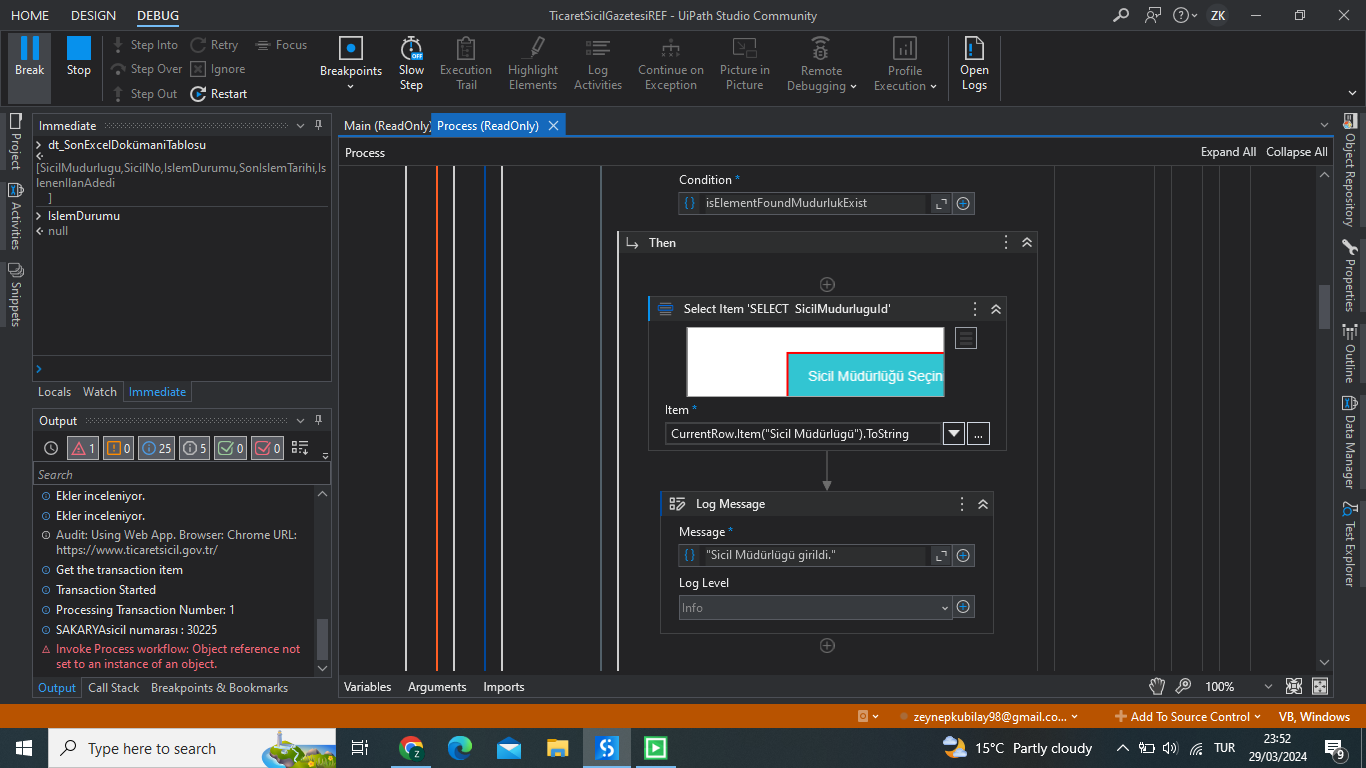 HOME DESIGN DEBUG TicaretSicilGazetesiREF - UiPath Studio Community ZK
Break
Stop
Step Into Retry Focus
Step Over Ignore
Step Out Restart
Breakpoints
Slow
Step
Execution
Trail
Highlight
Elements
Log
Activities
Continue on
Exception
Picture in
Picture
Remote
Debugging
Profile
Execution
Open
Logs
Project
Activities
Snippets
Immediate
dt_SonExcelDokümaniTablosu
[SicilMudurlugu,SicilNo,IslemDurumu,SonIslemTarihi,Is
lenenIlanAdedi
]
IslemDurumu
null
Locals Watch Immediate
Output
1 0 25 5 0 0
Search
Ekler inceleniyor.
Ekler inceleniyor.
Audit: Using Web App. Browser: Chrome URL:
https://www.ticaretsicil.gov.tr/
Get the transaction item
Transaction Started
Processing Transaction Number: 1
SAKARYAsicil numarası : 30225
Invoke Process workflow: Object reference not
set to an instance of an object.
Output Call Stack Breakpoints & Bookmarks
Main (ReadOnly) Process (ReadOnly)
Process Expand All Collapse All
Condition *
isElementFoundMudurlukExist
Then
Select Item 'SELECT SicilMudurluguId'
Sicil Müdürlüğü Seçin
Item *
CurrentRow.Item("Sicil Müdürlügü").ToString
...
Log Message
Message *
"Sicil Müdürlügü girildi."
Log Level
Info
Variables Arguments Imports 100%
Object Repository
Properties
Outline
Data Manager
Test Explorer
zeynepkubilay98@gmail.co... Add To Source Control VB, Windows
Type here to search
15°C Partly cloudy TUR
23:52
29/03/2024
9